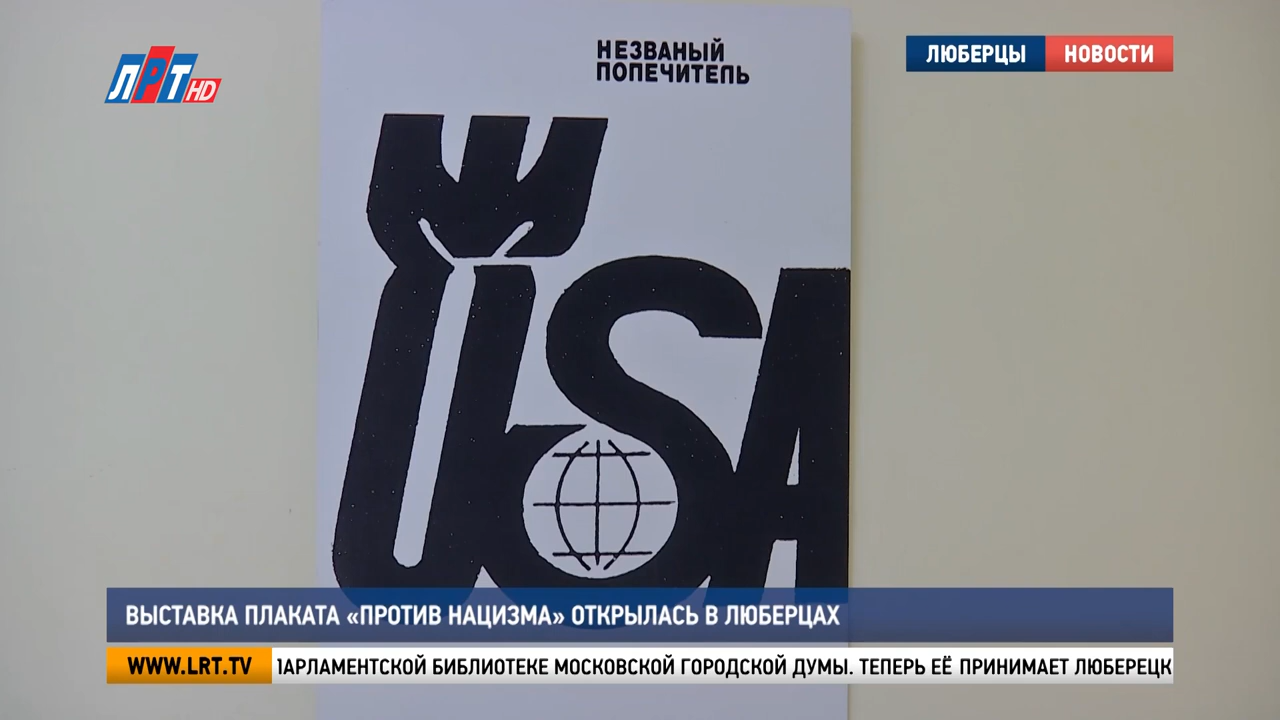 ЛРТ HD
ЛЮБЕРЦЫ НОВОСТИ
НЕЗВАНЫЙ
ПОПЕЧИТЕЛЬ
USA
ВЫСТАВКА ПЛАКАТА «ПРОТИВ НАЦИЗМА» ОТКРЫЛАСЬ В ЛЮБЕРЦАХ
WWW.LRT.TV
ПАРЛАМЕНТСКОЙ БИБЛИОТЕКЕ МОСКОВСКОЙ ГОРОДСКОЙ ДУМЫ. ТЕПЕРЬ ЕЁ ПРИНИМАЕТ ЛЮБЕРЕЦК